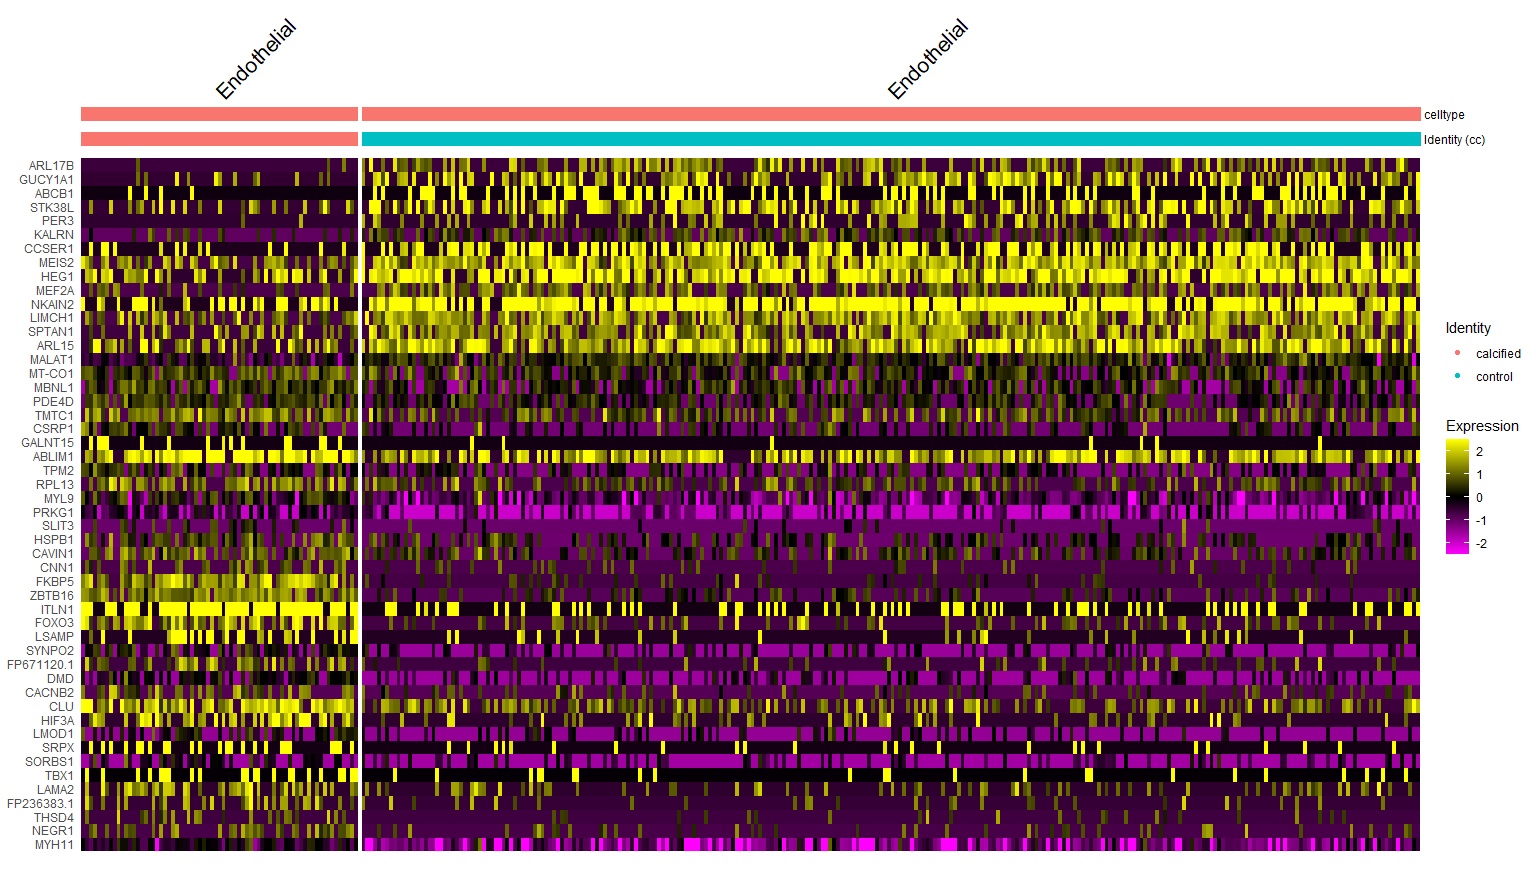 Endothelial
Endothelial
celltype
Identity (cc)
ARL17B
GUCY1A1
ABCB1
STK38L
PER3
KALRN
CCSER1
MEIS2
HEG1
MEF2A
NKAIN2
LIMCH1
SPTAN1
ARL15
MALAT1
MT-CO1
MBNL1
PDE4D
TMTC1
CSRP1
GALNT15
ABLIM1
TPM2
RPL13
MYL9
PRKG1
SLIT3
HSPB1
CAVIN1
CNN1
FKBP5
ZBTB16
ITLN1
FOXO3
LSAMP
SYNPO2
FP671120.1
DMD
CACNB2
CLU
HIF3A
LMOD1
SRPX
SORBS1
TBX1
LAMA2
FP236383.1
THSD4
NEGR1
MYH11
Identity
calcified
control
Expression
2
1
0
-1
-2